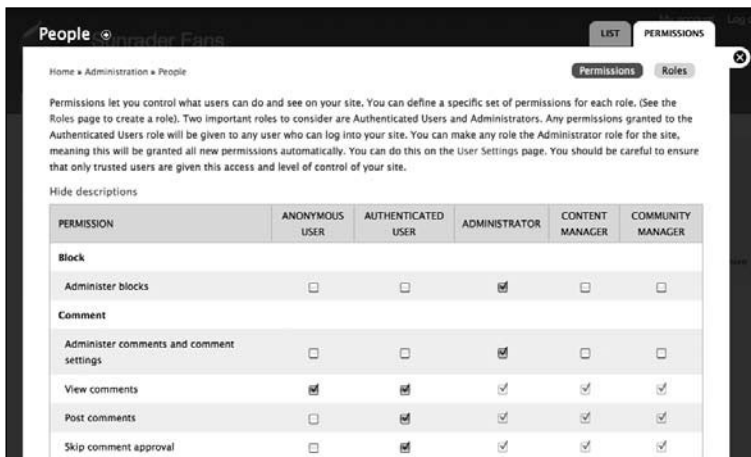 My account Log o
People
Sunrader Fans
LIST
PERMISSIONS
Home » Administration » People
Permissions
Roles
Permissions let you control what users can do and see on your site. You can define a specific set of permissions for each role. (See the
Roles page to create a role). Two important roles to consider are Authenticated Users and Administrators. Any permissions granted to the
Authenticated Users role will be given to any user who can log into your site. You can make any role the Administrator role for the site,
meaning this will be granted all new permissions automatically. You can do this on the User Settings page. You should be careful to ensure
that only trusted users are given this access and level of control of your site.
Hide descriptions
PERMISSION
ANONYMOUS USER
AUTHENTICATED USER
ADMINISTRATOR
CONTENT MANAGER
COMMUNITY MANAGER
Block
Administer blocks
Comment
Administer comments and comment
settings
View comments
Post comments
Skip comment approval